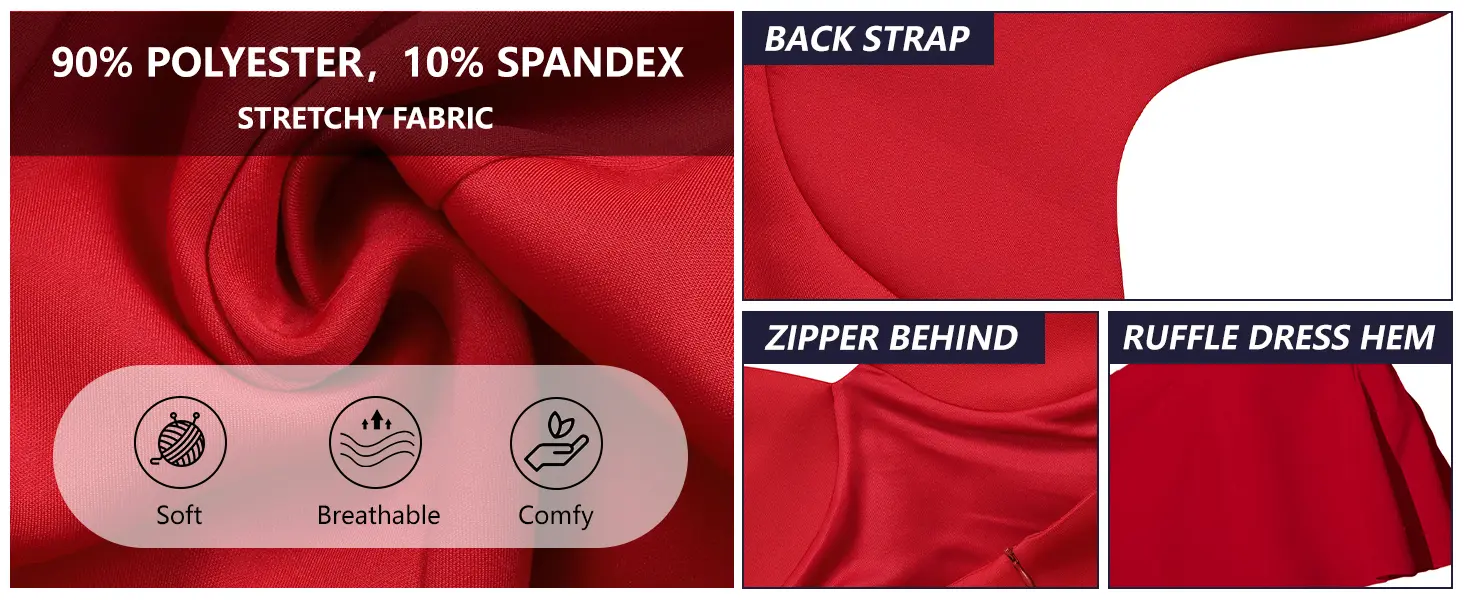 90% POLYESTER，10% SPANDEX
STRETCHY FABRIC
Soft
Breathable
Comfy
BACK STRAP
ZIPPER BEHIND
RUFFLE DRESS HEM